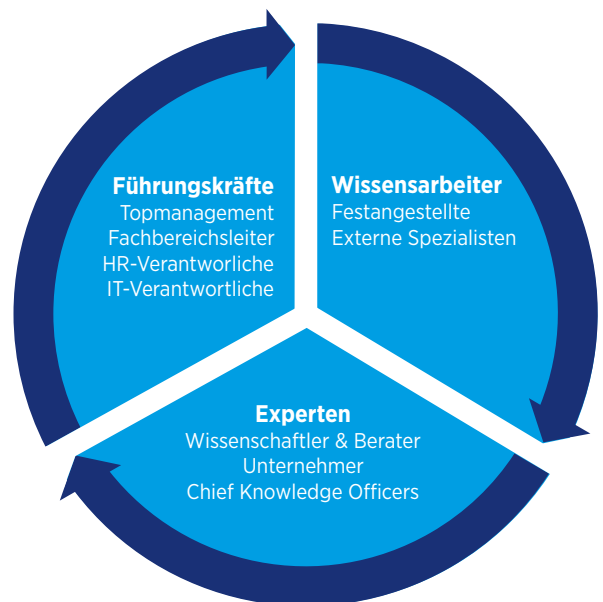 Führungskräfte
Topmanagement
Fachbereichsleiter
HR-Verantworliche
IT-Verantwortliche
Wissensarbeiter
Festangestellte
Externe Spezialisten
Experten
Wissenschaftler & Berater
Unternehmer
Chief Knowledge Officers